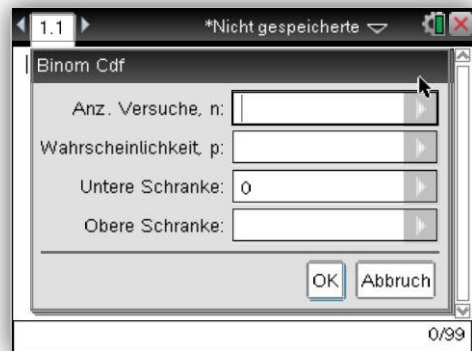 1.1 *Nicht gespeicherte
Binom Cdf
Anz. Versuche, n:
Wahrscheinlichkeit, p:
Untere Schranke: 0
Obere Schranke:
OK Abbruch
0/99